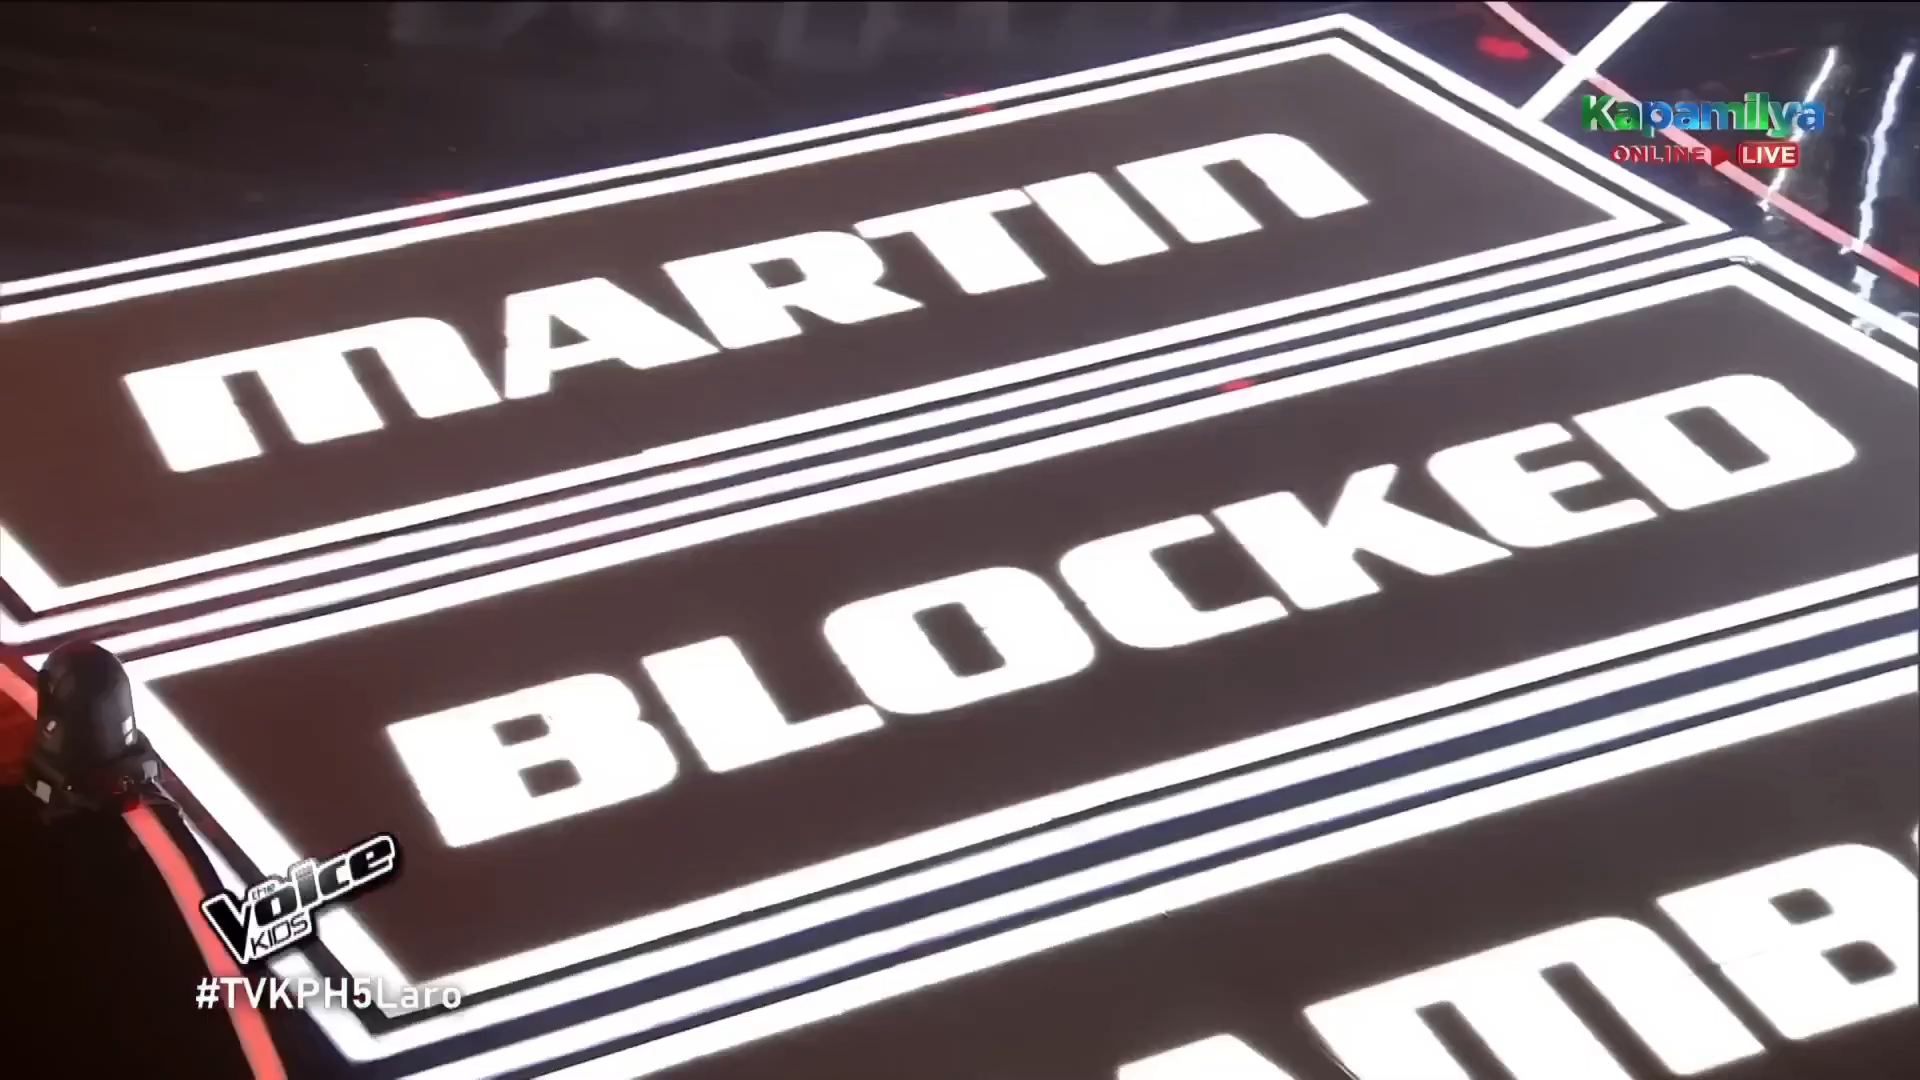 MARTIN
Kapamilya
ONLINE LIVE
BLOCKED
the Voice
KIDS
#TVKPH5Laro